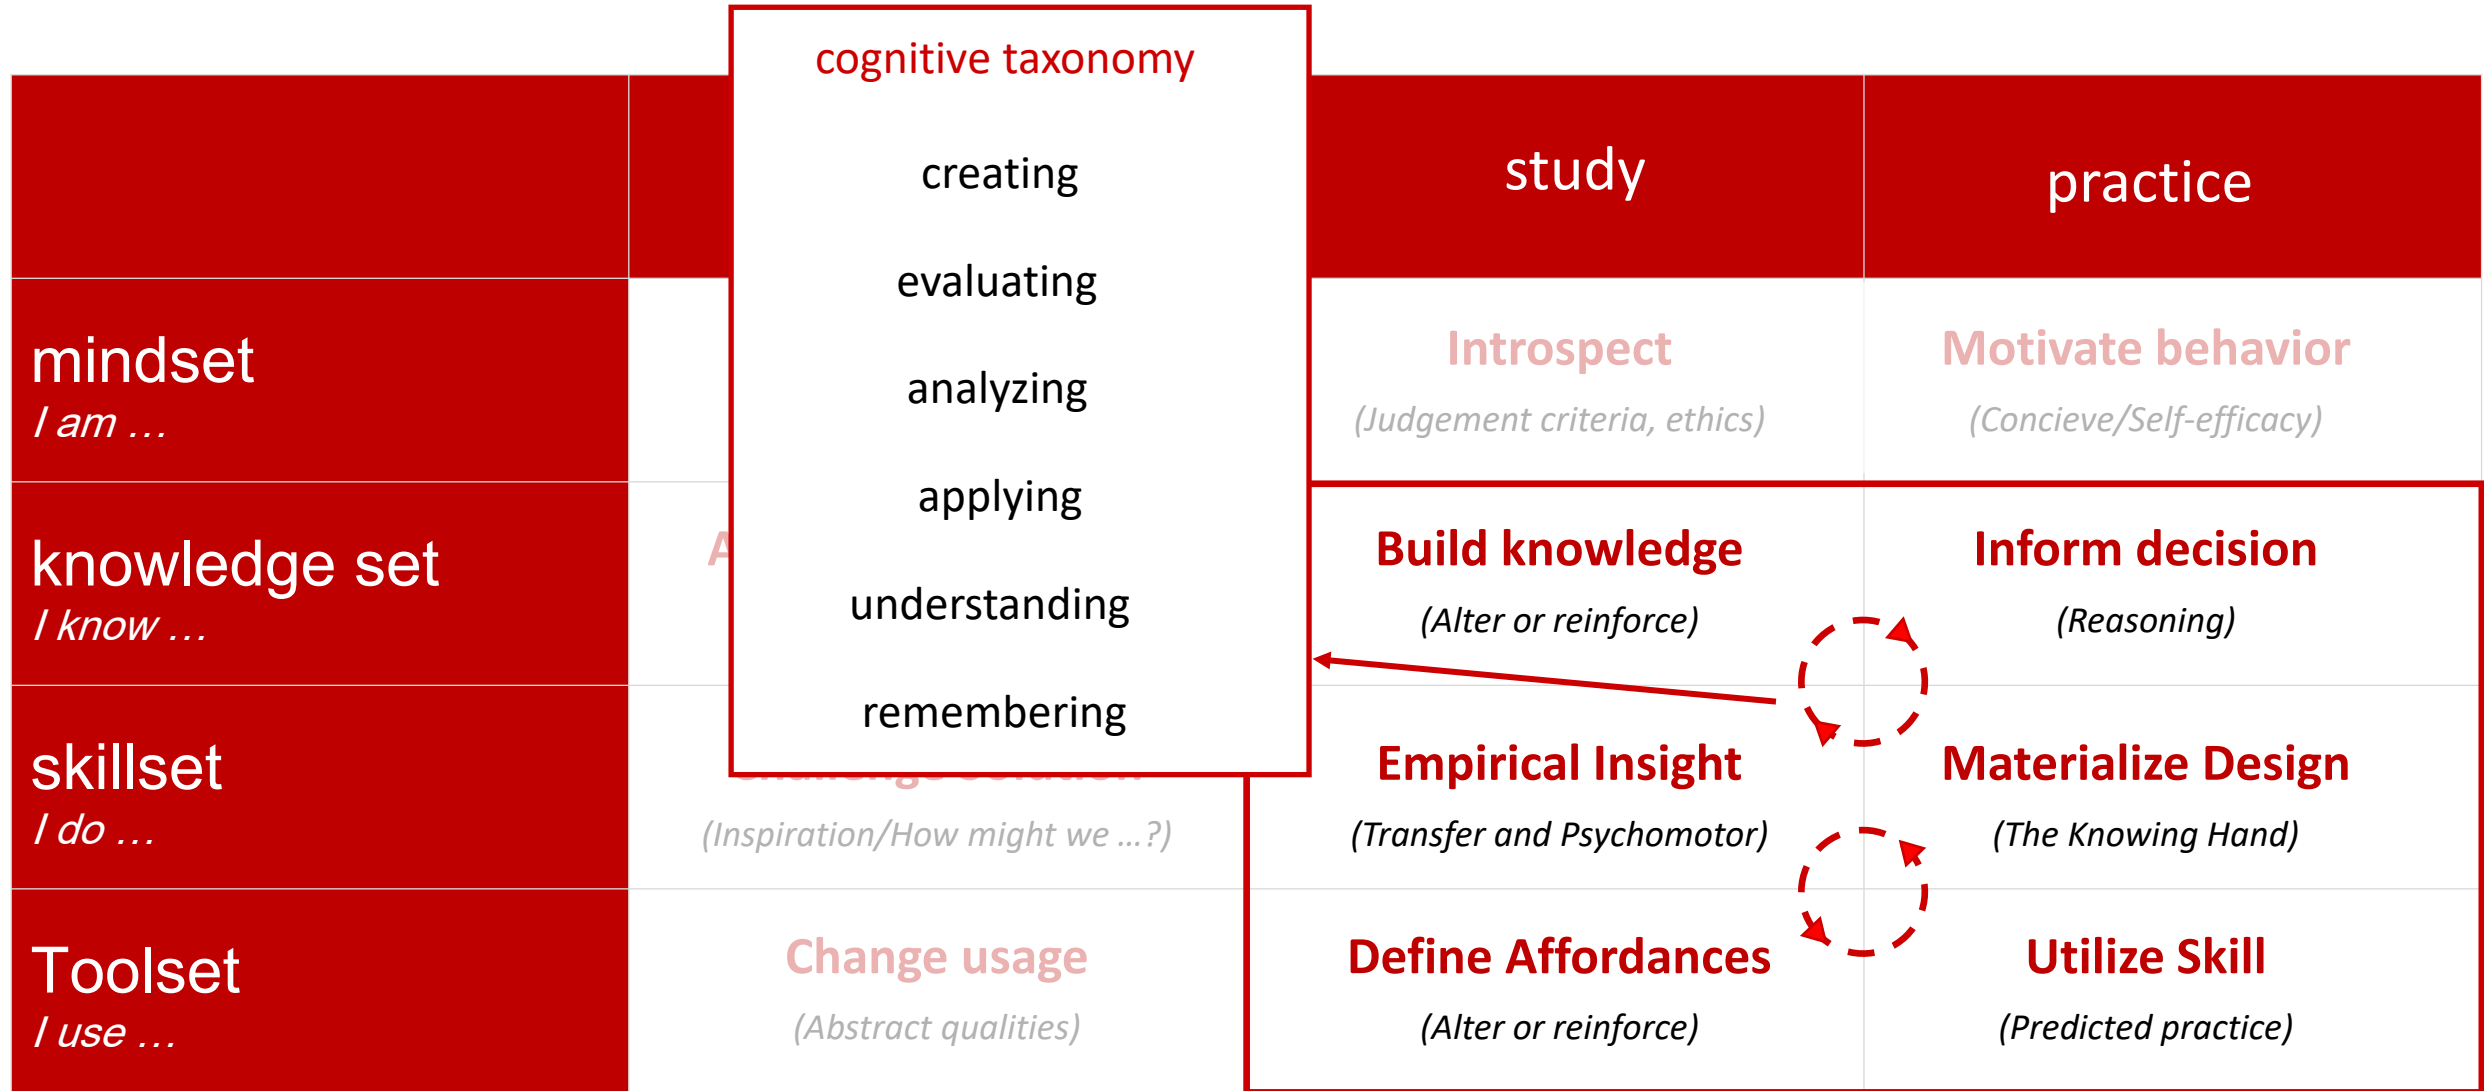 cognitive taxonomy
creating
evaluating
analyzing
applying
understanding
remembering
study
practice
mindset
I am …
Introspect
(Judgement criteria, ethics)
Motivate behavior
(Concieve/Self-efficacy)
knowledge set
I know …
Build knowledge
(Alter or reinforce)
Inform decision
(Reasoning)
skillset
I do …
(Inspiration/How might we …?)
Empirical Insight
(Transfer and Psychomotor)
Materialize Design
(The Knowing Hand)
Toolset
I use …
Change usage
(Abstract qualities)
Define Affordances
(Alter or reinforce)
Utilize Skill
(Predicted practice)